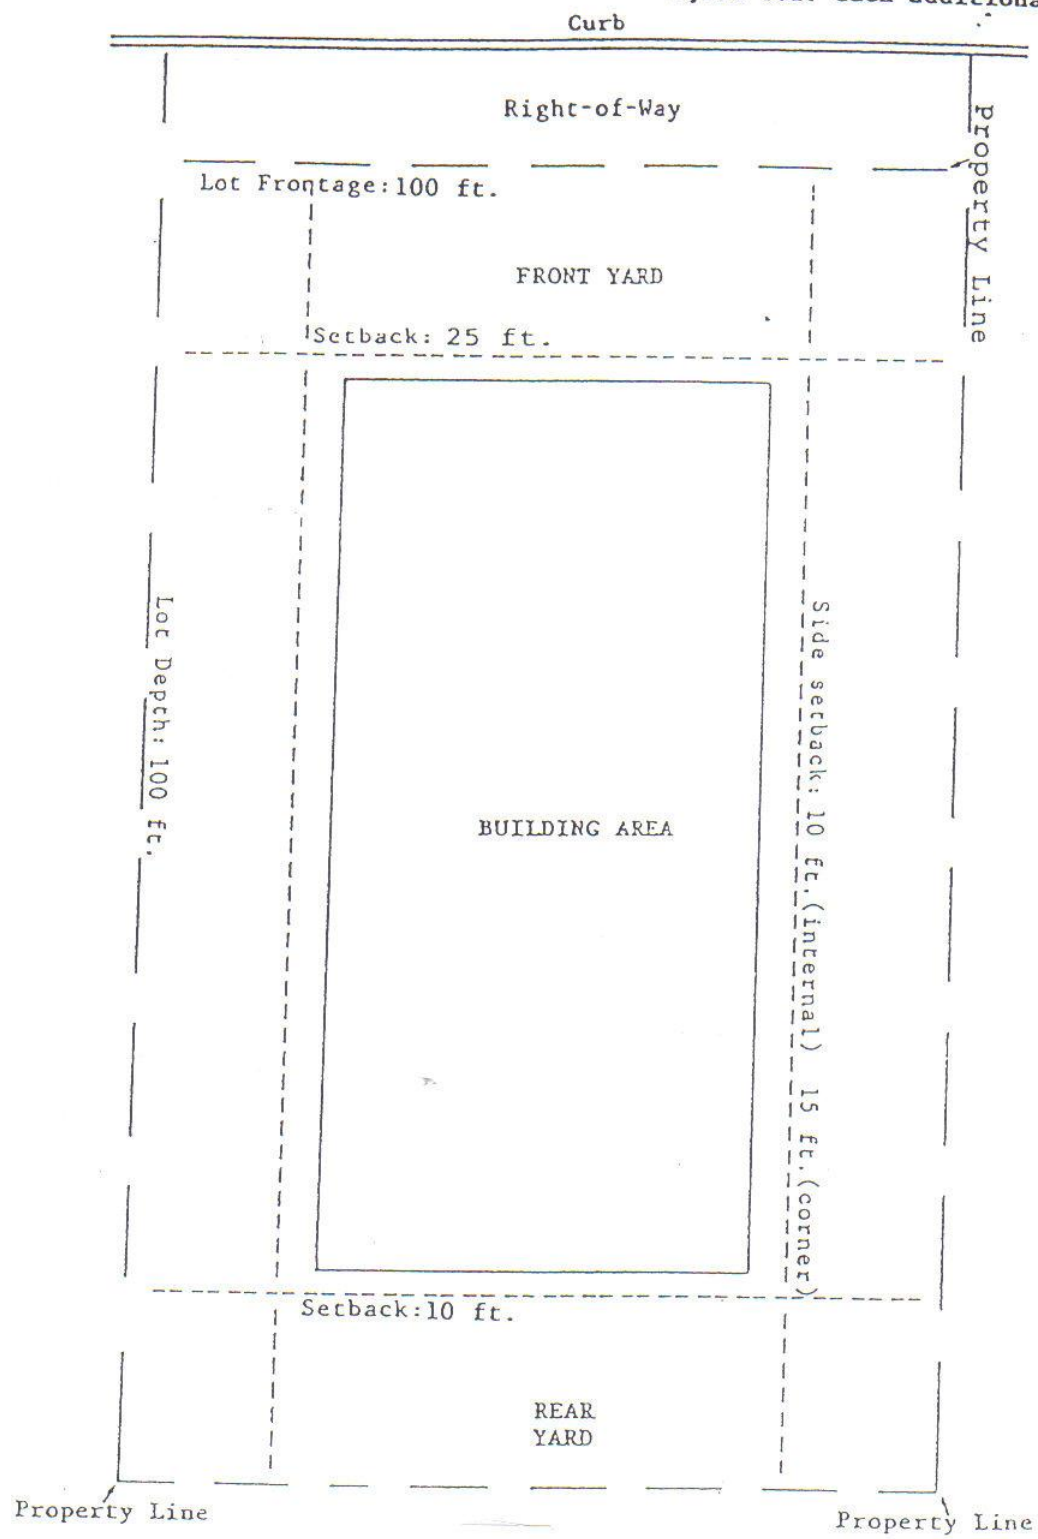 Curb
Right-of-Way
Property Line
Lot Frontage:100 ft.
FRONT YARD
Setback: 25 ft.
Lot Depth: 100 ft.
Side setback: 10 ft.(internal) 15 ft.(corner)
BUILDING AREA
Setback:10 ft.
REAR
YARD
Property Line
Property Line